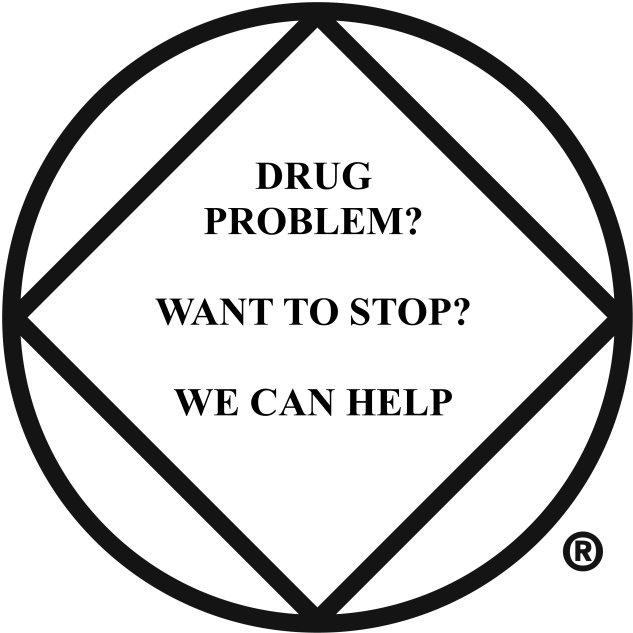 DRUG
PROBLEM?
WANT TO STOP?
WE CAN HELP
®